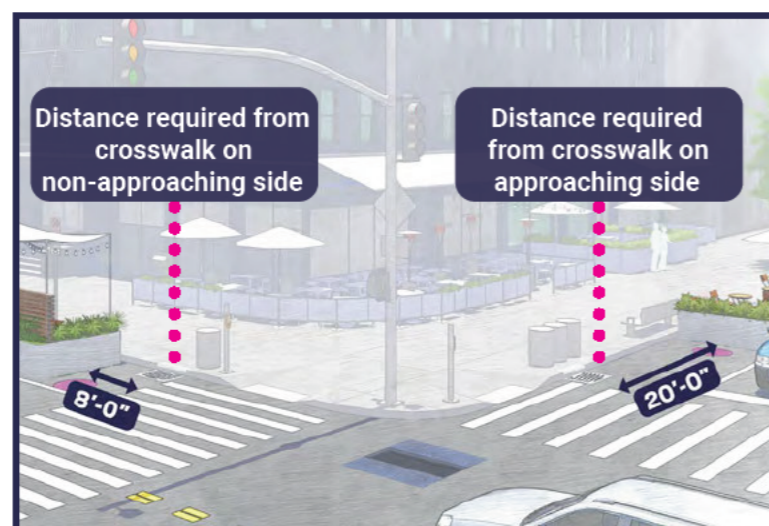 Distance required from
crosswalk on
non-approaching side
Distance required
from crosswalk on
approaching side
8'-0"
20'-0"